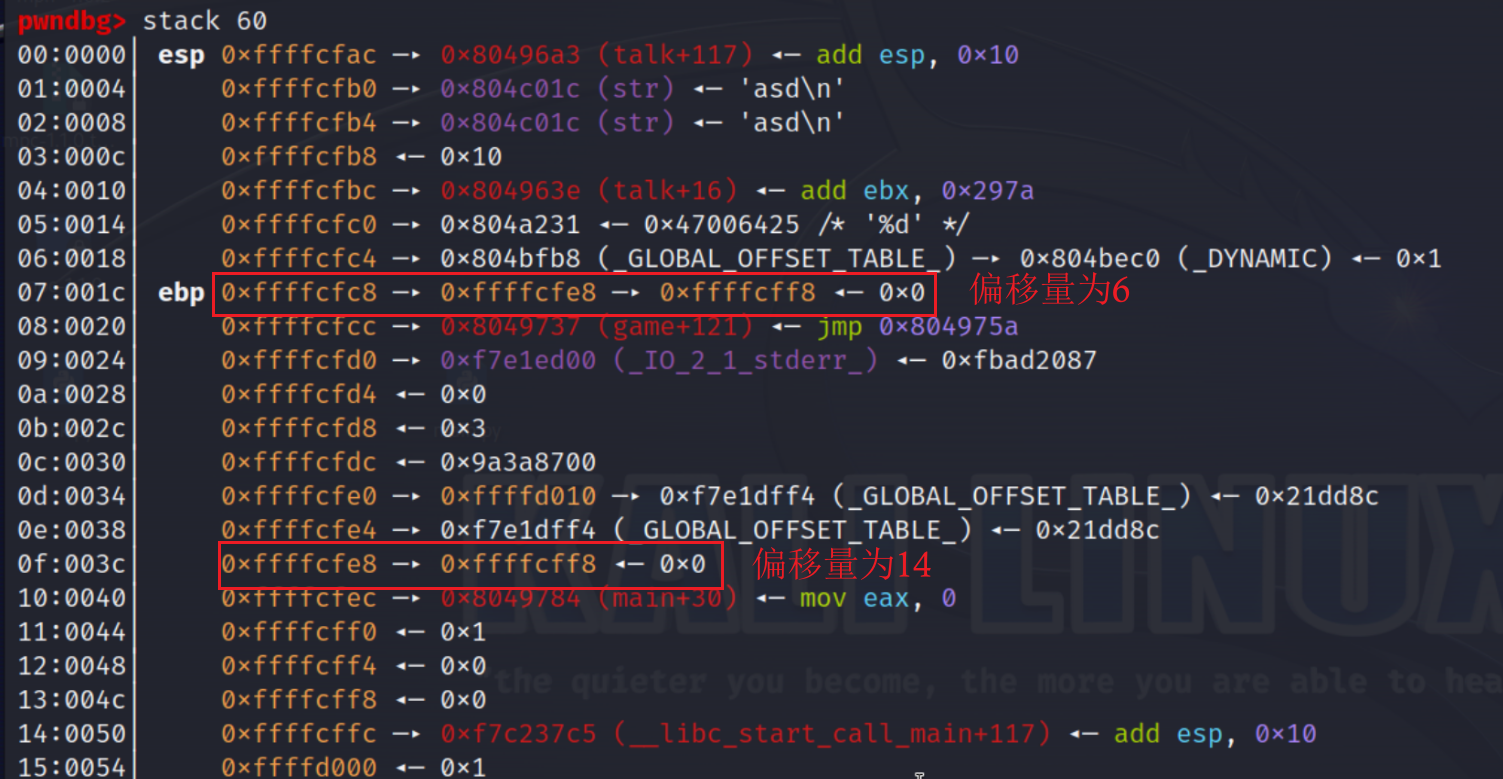 pwndbg> stack 60
00:0000│ esp 0×ffffcfac —▸ 0×80496a3 (talk+117) ◂— add esp, 0×10
01:0004│ 0×ffffcfb0 —▸ 0×804c01c (str) ◂— 'asd\n'
02:0008│ 0×ffffcfb4 —▸ 0×804c01c (str) ◂— 'asd\n'
03:000c│ 0×ffffcfb8 ◂— 0×10
04:0010│ 0×ffffcfbc —▸ 0×804963e (talk+16) ◂— add ebx, 0×297a
05:0014│ 0×ffffcfc0 —▸ 0×804a231 ◂— 0×47006425 /* '%d' */
06:0018│ 0×ffffcfc4 —▸ 0×804bfb8 (_GLOBAL_OFFSET_TABLE_) —▸ 0×804bec0 (_DYNAMIC) ◂— 0×1
07:001c│ ebp 0×ffffcfc8 —▸ 0×ffffcfe8 —▸ 0×ffffcff8 ◂— 0×0 偏移量为6
08:0020│ 0×ffffcfcc —▸ 0×8049737 (game+121) ◂— jmp 0×804975a
09:0024│ 0×ffffcfd0 —▸ 0×f7e1ed00 (_IO_2_1_stderr_) ◂— 0×fbad2087
0a:0028│ 0×ffffcfd4 ◂— 0×0
0b:002c│ 0×ffffcfd8 ◂— 0×3
0c:0030│ 0×ffffcfdc ◂— 0×9a3a8700
0d:0034│ 0×ffffcfe0 —▸ 0×ffffd010 —▸ 0×f7e1dff4 (_GLOBAL_OFFSET_TABLE_) ◂— 0×21dd8c
0e:0038│ 0×ffffcfe4 —▸ 0×f7e1dff4 (_GLOBAL_OFFSET_TABLE_) ◂— 0×21dd8c
0f:003c│ 0×ffffcfe8 —▸ 0×ffffcff8 ◂— 0×0 偏移量为14
10:0040│ 0×ffffcfec —▸ 0×8049784 (main+30) ◂— mov eax, 0
11:0044│ 0×ffffcff0 ◂— 0×1
12:0048│ 0×ffffcff4 ◂— 0×0
13:004c│ 0×ffffcff8 ◂— 0×0
14:0050│ 0×ffffcffc —▸ 0×f7c237c5 (__libc_start_call_main+117) ◂— add esp, 0×10
15:0054│ 0×ffffd000 ◂— 0×1
KALI LINUX
"the quieter you become, the more you are able to hea